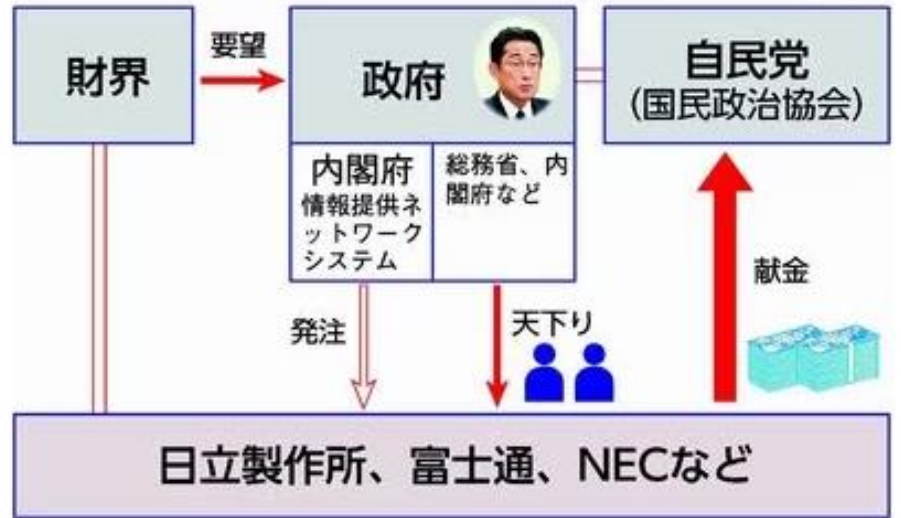 財界
要望
政府
自民党
(国民政治協会)
内閣府
情報提供ネ
ットワーク
システム
総務省、内
閣府など
発注
天下り
献金
日立製作所、富士通、NECなど